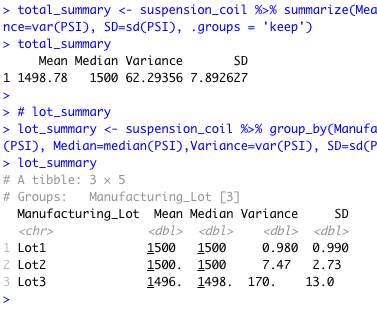 > total_summary <- suspension_coil %>% summarize(Mea
nce=var(PSI), SD=sd(PSI), .groups = 'keep')
> total_summary
     Mean Median Variance       SD
1 1498.78   1500 62.29356 7.892627
>
> # lot_summary
> lot_summary <- suspension_coil %>% group_by(Manufa
(PSI), Median=median(PSI),Variance=var(PSI), SD=sd(P
> lot_summary
# A tibble: 3 × 5
# Groups:   Manufacturing_Lot [3]
  Manufacturing_Lot  Mean Median Variance     SD
  <chr>             <dbl>  <dbl>    <dbl>  <dbl>
1 Lot1               1500   1500    0.980  0.990
2 Lot2               1500.  1500.    7.47   2.73
3 Lot3               1496.  1498.  170.    13.0
>